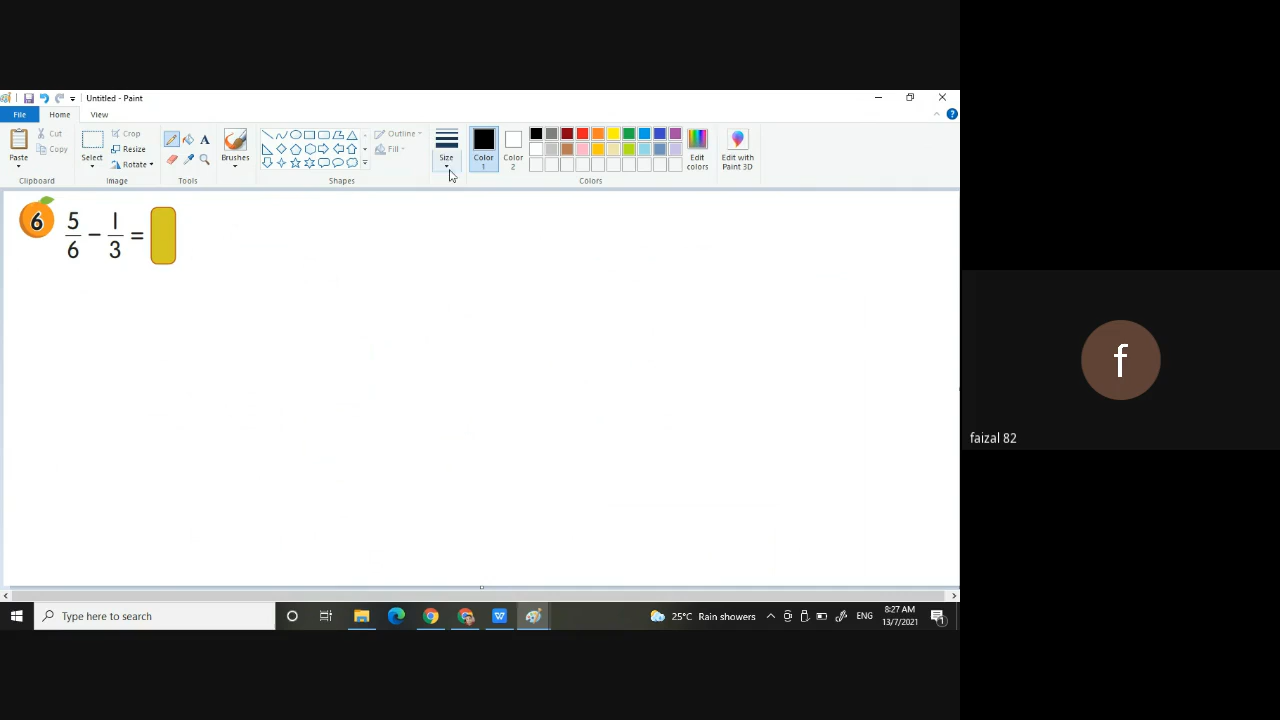 Untitled - Paint
File Home View
Paste
Cut
Copy
Clipboard
Select
Crop
Resize
Rotate
Image
A
Tools
Brushes
Outline
Fill
Shapes
Size
Color
1
Color
2
Edit
colors
Edit with
Paint 3D
Colors
6 5/6 − 1/3 =
f
faizal 82
Type here to search
25°C Rain showers
ENG
8:27 AM
13/7/2021
1